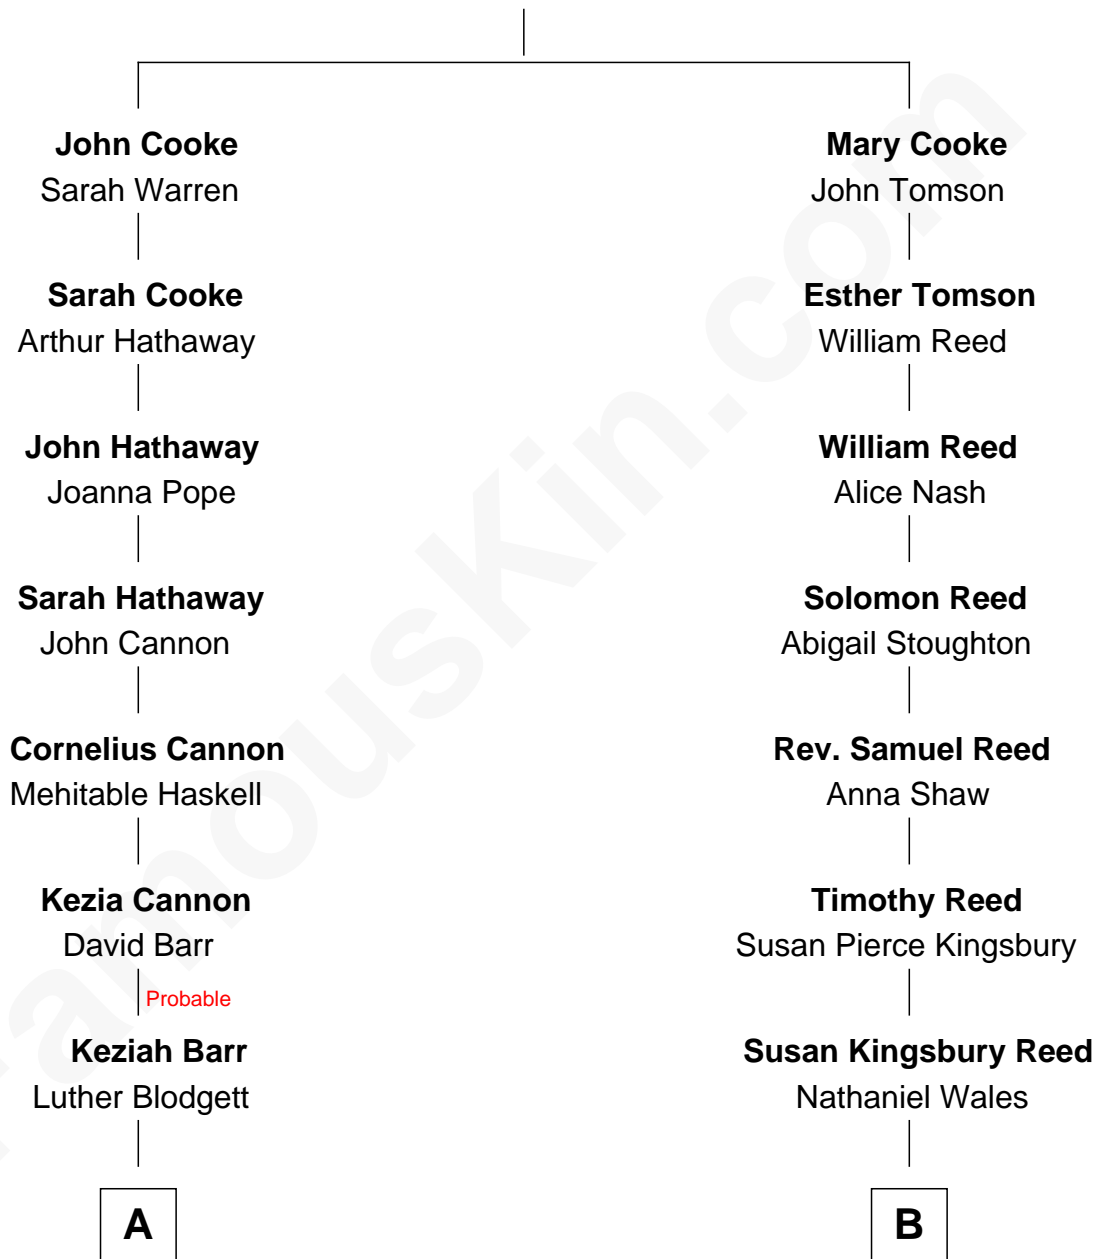 John Cooke
Sarah Warren
Sarah Cooke
Arthur Hathaway
John Hathaway
Joanna Pope
Sarah Hathaway
John Cannon
Cornelius Cannon
Mehitable Haskell
Kezia Cannon
David Barr
Probable
Keziah Barr
Luther Blodgett
A
Mary Cooke
John Tomson
Esther Tomson
William Reed
William Reed
Alice Nash
Solomon Reed
Abigail Stoughton
Rev. Samuel Reed
Anna Shaw
Timothy Reed
Susan Pierce Kingsbury
Susan Kingsbury Reed
Nathaniel Wales
B
FamousKin.com